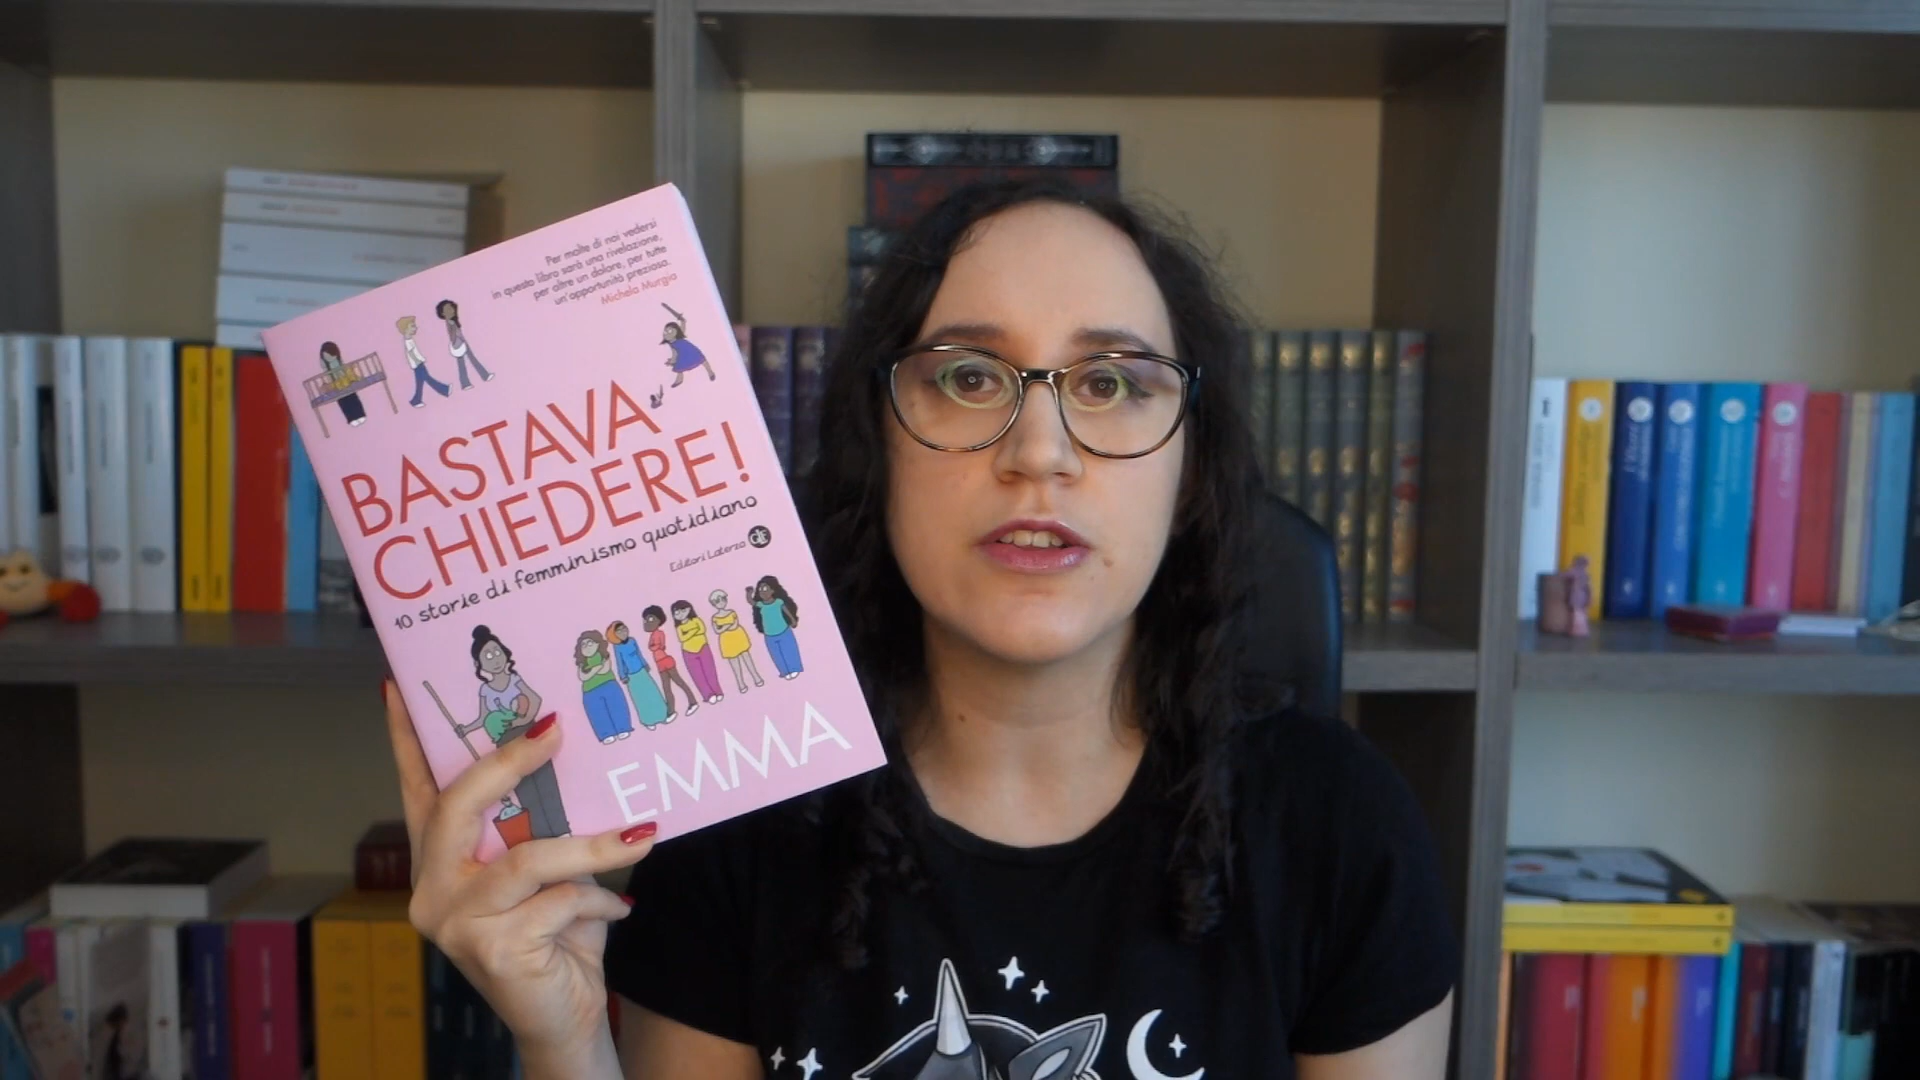 Per molte di noi vedersi
in questo libro sarà una rivelazione,
per altre un dolore, per tutte
un'opportunità preziosa.
Michela Murgia
BASTAVA
CHIEDERE!
10 storie di femminismo quotidiano
Editori Laterza
EMMA